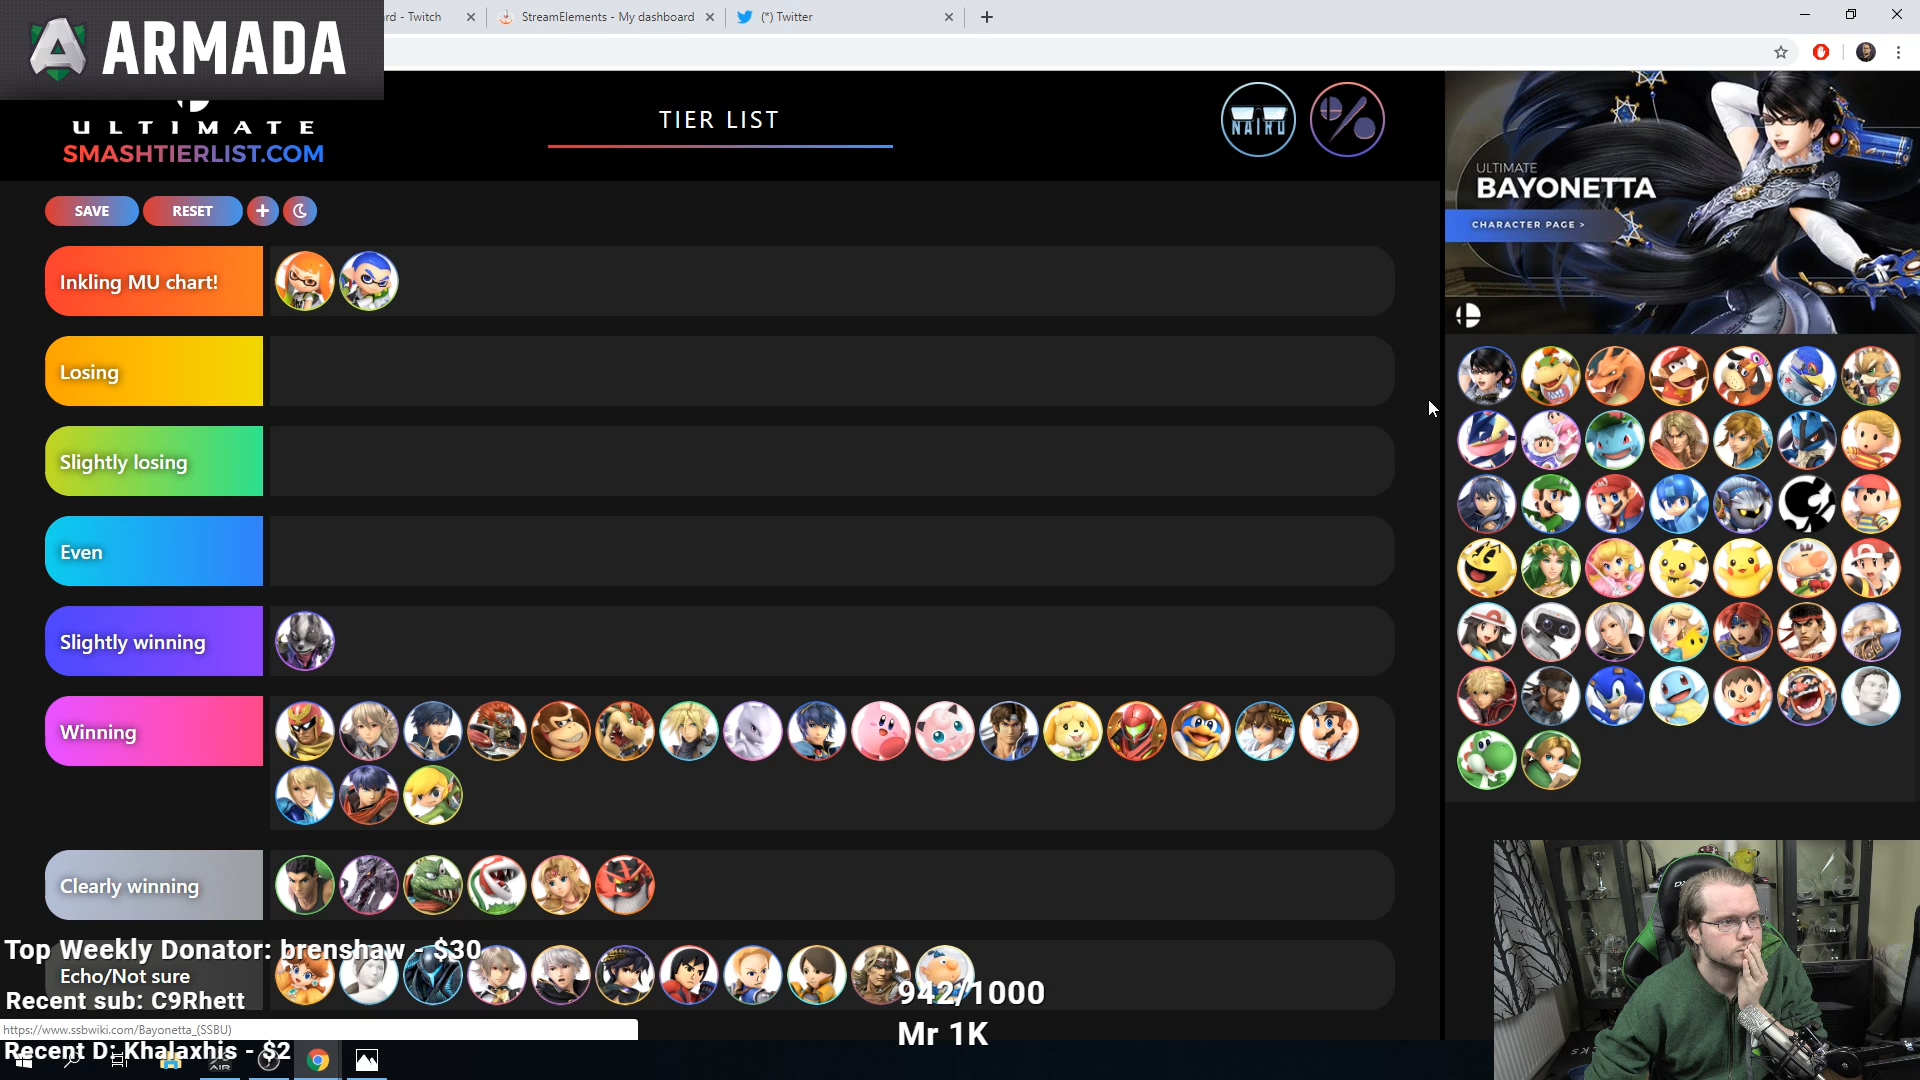 rd - Twitch
StreamElements - My dashboard
(*) Twitter
ARMADA
ULTIMATE
SMASHTIERLIST.COM
TIER LIST
NAIRO
ULTIMATE
BAYONETTA
CHARACTER PAGE >
SAVE
RESET
Inkling MU chart!
Losing
Slightly losing
Even
Slightly winning
Winning
Clearly winning
Top Weekly Donator: brenshaw - $30
Echo/Not sure
Recent sub: C9Rhett
942/1000
https://www.ssbwiki.com/Bayonetta_(SSBU)
Mr 1K
Recent D: Khalaxhis - $2
AIR